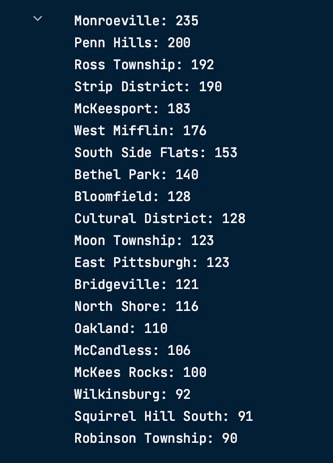 Monroeville: 235
Penn Hills: 200
Ross Township: 192
Strip District: 190
McKeesport: 183
West Mifflin: 176
South Side Flats: 153
Bethel Park: 140
Bloomfield: 128
Cultural District: 128
Moon Township: 123
East Pittsburgh: 123
Bridgeville: 121
North Shore: 116
Oakland: 110
McCandless: 106
McKees Rocks: 100
Wilkinsburg: 92
Squirrel Hill South: 91
Robinson Township: 90